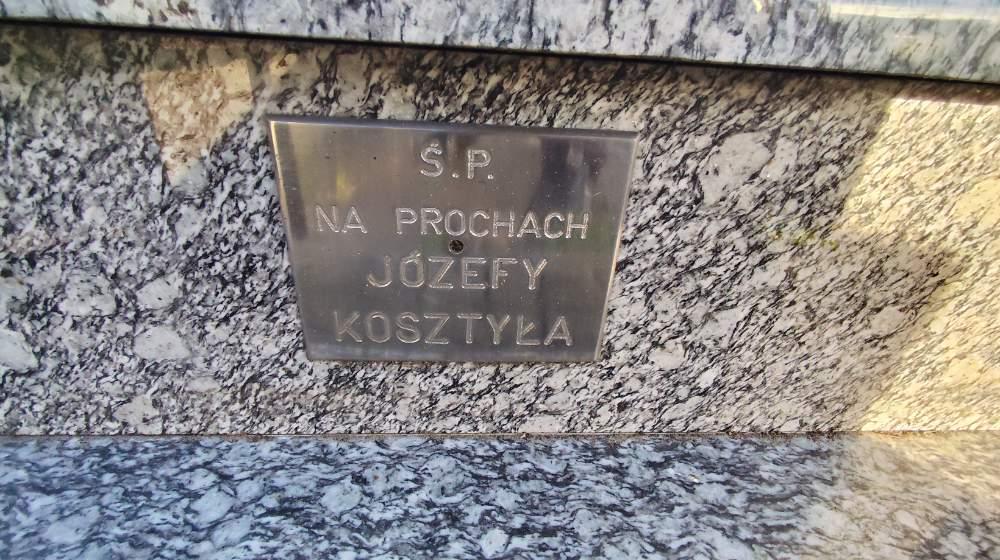 Ś.P.
NA PROCHACH
JÓZEFY
KOSZTYŁA